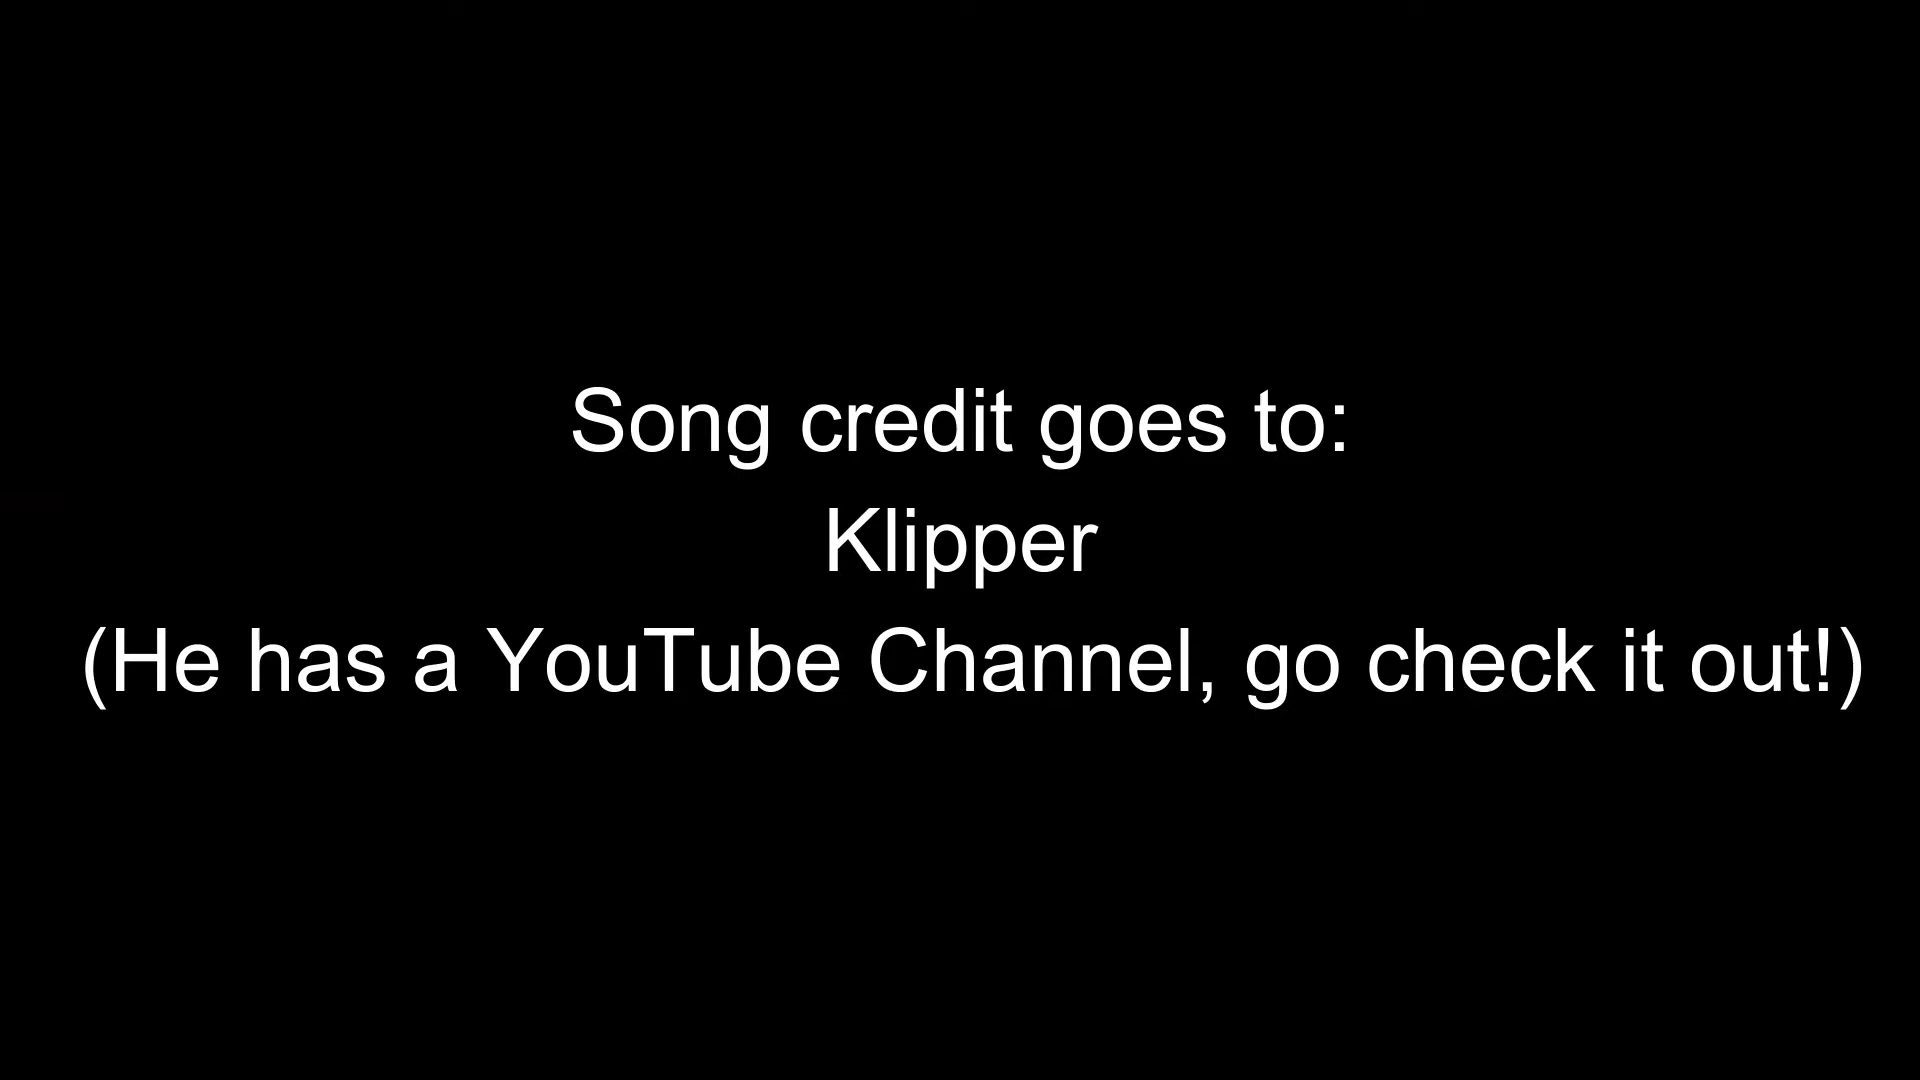 Song credit goes to:
Klipper
(He has a YouTube Channel, go check it out!)